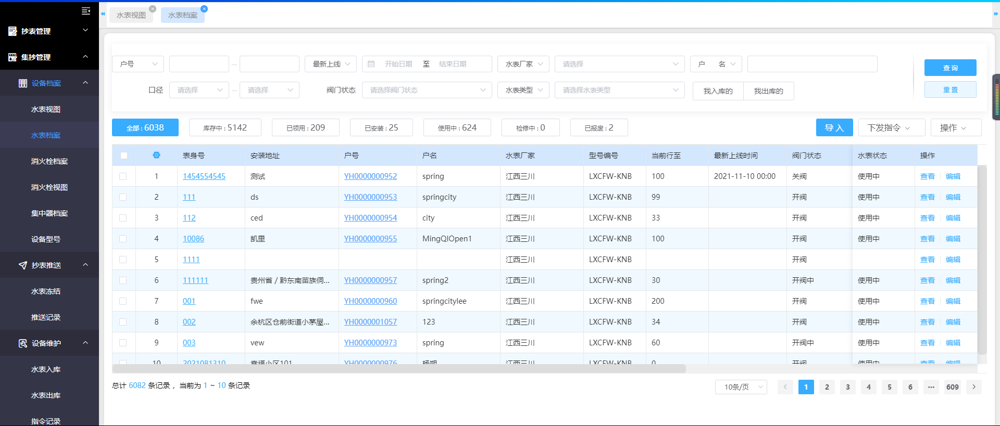 水表视图
水表档案
抄表管理
集抄管理
设备档案
水表视图
水表档案
消火栓档案
消火栓视图
集中器档案
设备型号
抄表推送
水表冻结
推送记录
设备维护
水表入库
水表出库
指令记录
户号 — 最新上线 开始日期 至 结束日期 水表厂家 请选择 户 名 查 询
口径 请选择 — 请选择 阀门状态 请选择阀门状态 水表类型 请选择水表类型 我入库的 我出库的 重 置
全部 : 6038 库存中 : 5142 已领用 : 209 已安装 : 25 使用中 : 624 检修中 : 0 已报废 : 2 导 入 下发指令 操作
表身号 安装地址 户号 户名 水表厂家 型号编号 当前行至 最新上线时间 阀门状态 水表状态 操作
1 1454554545 测试 YH0000000952 spring 江西三川 LXCFW-KNB 100 2021-11-10 00:00 关阀 使用中 查看 编辑
2 111 ds YH0000000953 springcity 江西三川 LXCFW-KNB 99 开阀 使用中 查看 编辑
3 112 ced YH0000000954 city 江西三川 LXCFW-KNB 33 开阀 使用中 查看 编辑
4 10086 凯里 YH0000000955 MingQIOpen1 江西三川 LXCFW-KNB 100 开阀 使用中 查看 编辑
5 1111 江西三川 LXCFW-KNB 开阀 查看 编辑
6 111111 贵州省 / 黔东南苗族侗... YH0000000957 spring2 江西三川 LXCFW-KNB 30 开阀中 使用中 查看 编辑
7 001 fwe YH0000000960 springcitylee 江西三川 LXCFW-KNB 200 开阀 使用中 查看 编辑
8 002 余杭区仓前街道小茅屋... YH0000001057 123 江西三川 LXCFW-KNB 34 开阀 使用中 查看 编辑
9 003 vew YH0000000973 spring 江西三川 LXCFW-KNB 60 开阀中 使用中 查看 编辑
10 2021081310 幸福小区101 YH0000000976 杨朔 江西三川 LXCFW-KNB 0 开阀 使用中 查看 编辑
总计 6082 条记录 ，当前为 1 ~ 10 条记录 10条/页 1 2 3 4 5 6 ··· 609